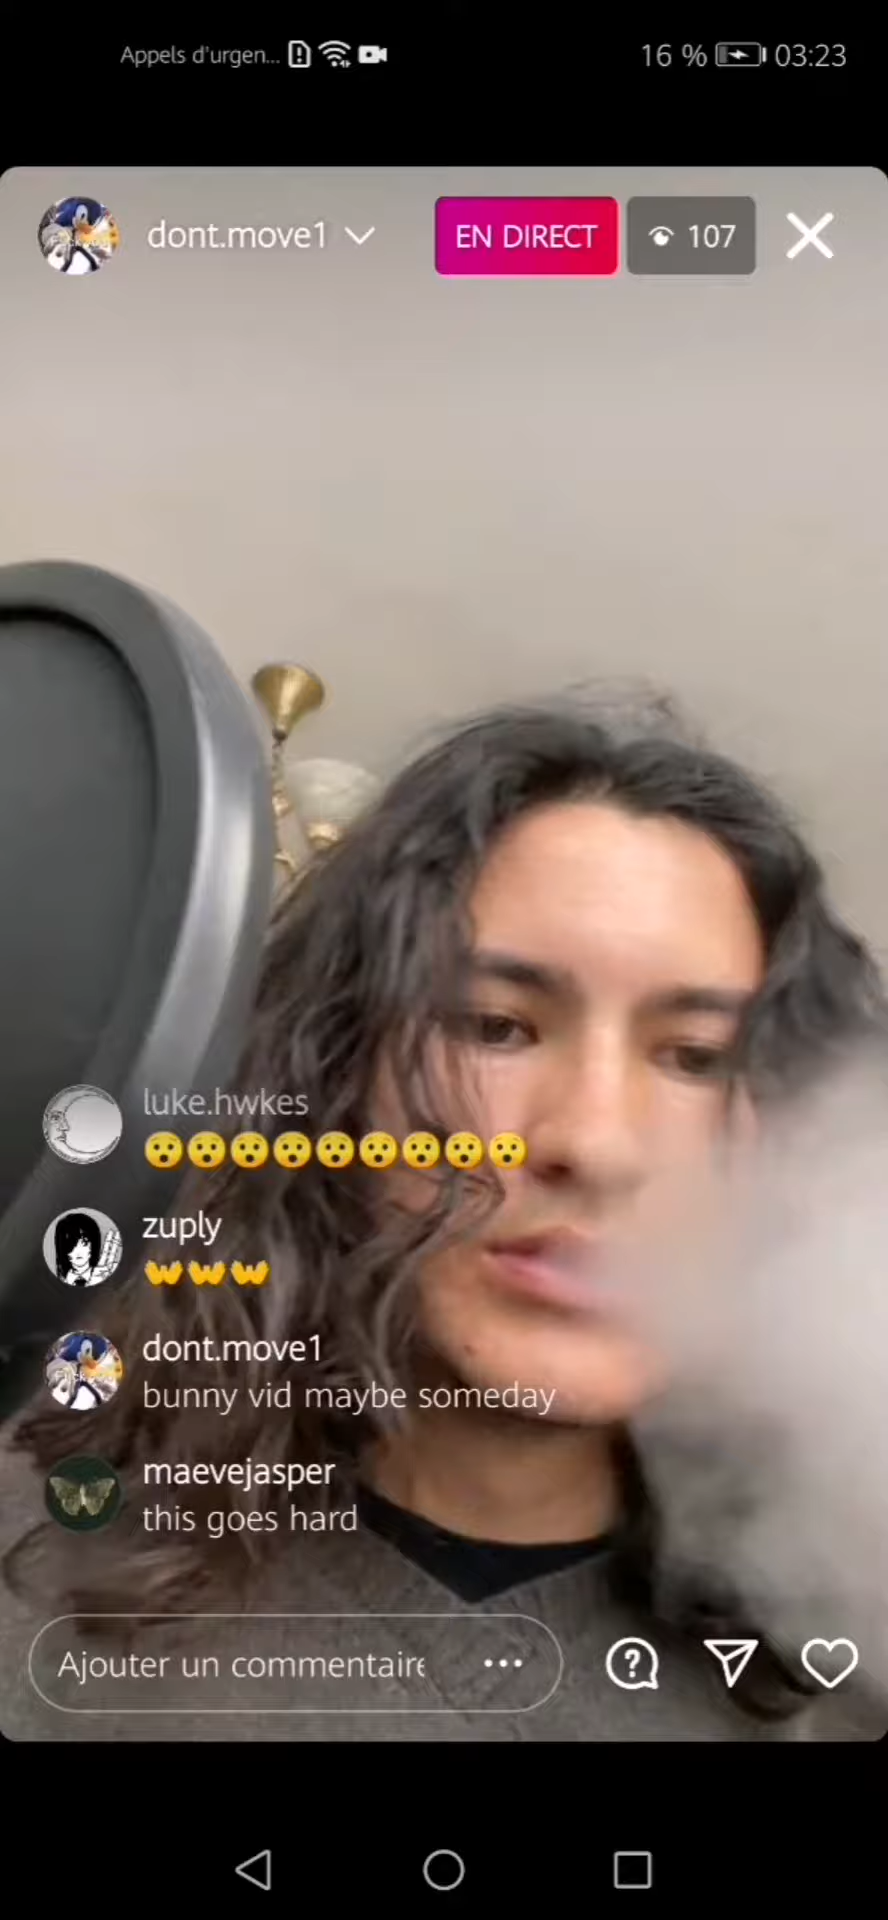 Appels d'urgen...
16 % 03:23
dont.move1
EN DIRECT
107
luke.hwkes
😯😯😯😯😯😯😯😯😯
zuply
👐👐👐
dont.move1
bunny vid maybe someday
maevejasper
this goes hard
Ajouter un commentaire